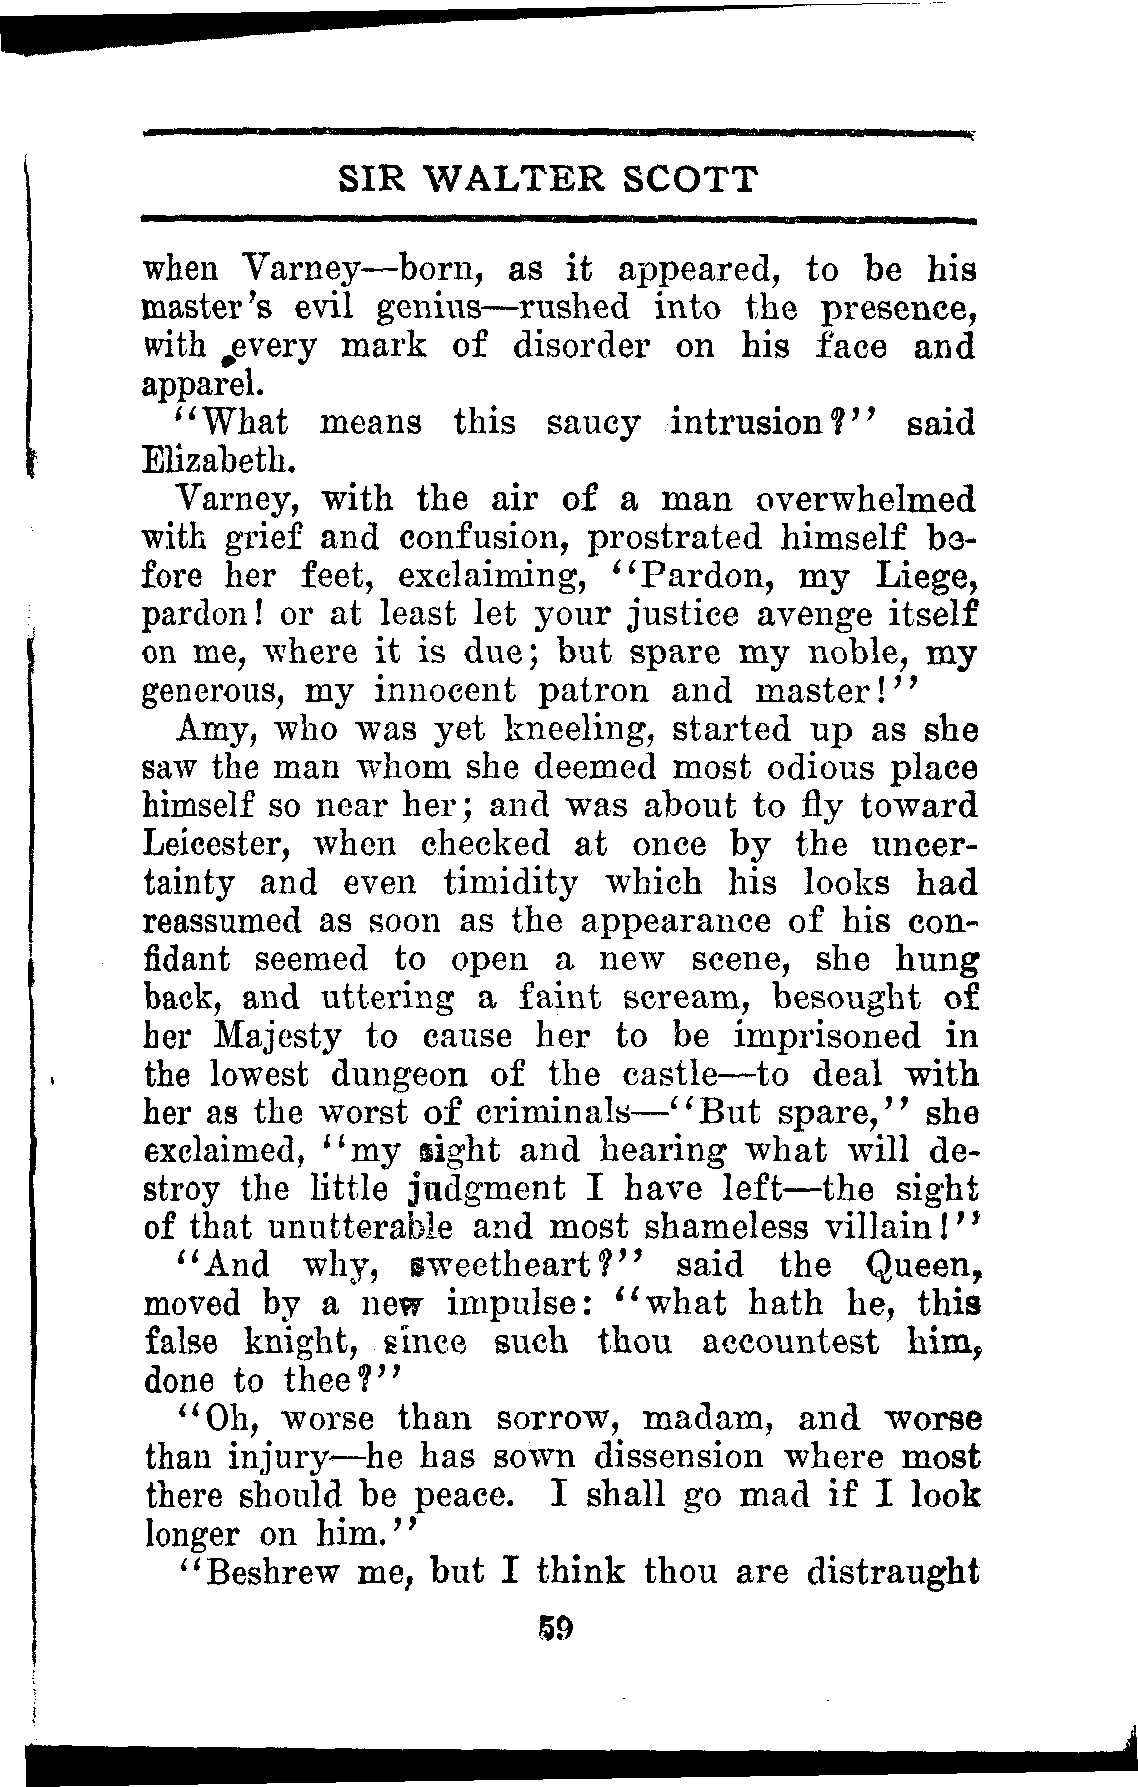 SIR WALTER SCOTT
when Varney—born, as it appeared, to be his
master's evil genius—rushed into the presence,
with every mark of disorder on his face and
apparel.
"What means this saucy intrusion?" said
Elizabeth.
Varney, with the air of a man overwhelmed
with grief and confusion, prostrated himself be-
fore her feet, exclaiming, "Pardon, my Liege,
pardon! or at least let your justice avenge itself
on me, where it is due; but spare my noble, my
generous, my innocent patron and master!"
Amy, who was yet kneeling, started up as she
saw the man whom she deemed most odious place
himself so near her; and was about to fly toward
Leicester, when checked at once by the uncer-
tainty and even timidity which his looks had
reassumed as soon as the appearance of his con-
fidant seemed to open a new scene, she hung
back, and uttering a faint scream, besought of
her Majesty to cause her to be imprisoned in
the lowest dungeon of the castle—to deal with
her as the worst of criminals—"But spare," she
exclaimed, "my sight and hearing what will de-
stroy the little judgment I have left—the sight
of that unutterable and most shameless villain!"
"And why, sweetheart?" said the Queen,
moved by a new impulse: "what hath he, this
false knight, since such thou accountest him,
done to thee?"
"Oh, worse than sorrow, madam, and worse
than injury—he has sown dissension where most
there should be peace. I shall go mad if I look
longer on him."
"Beshrew me, but I think thou are distraught
59